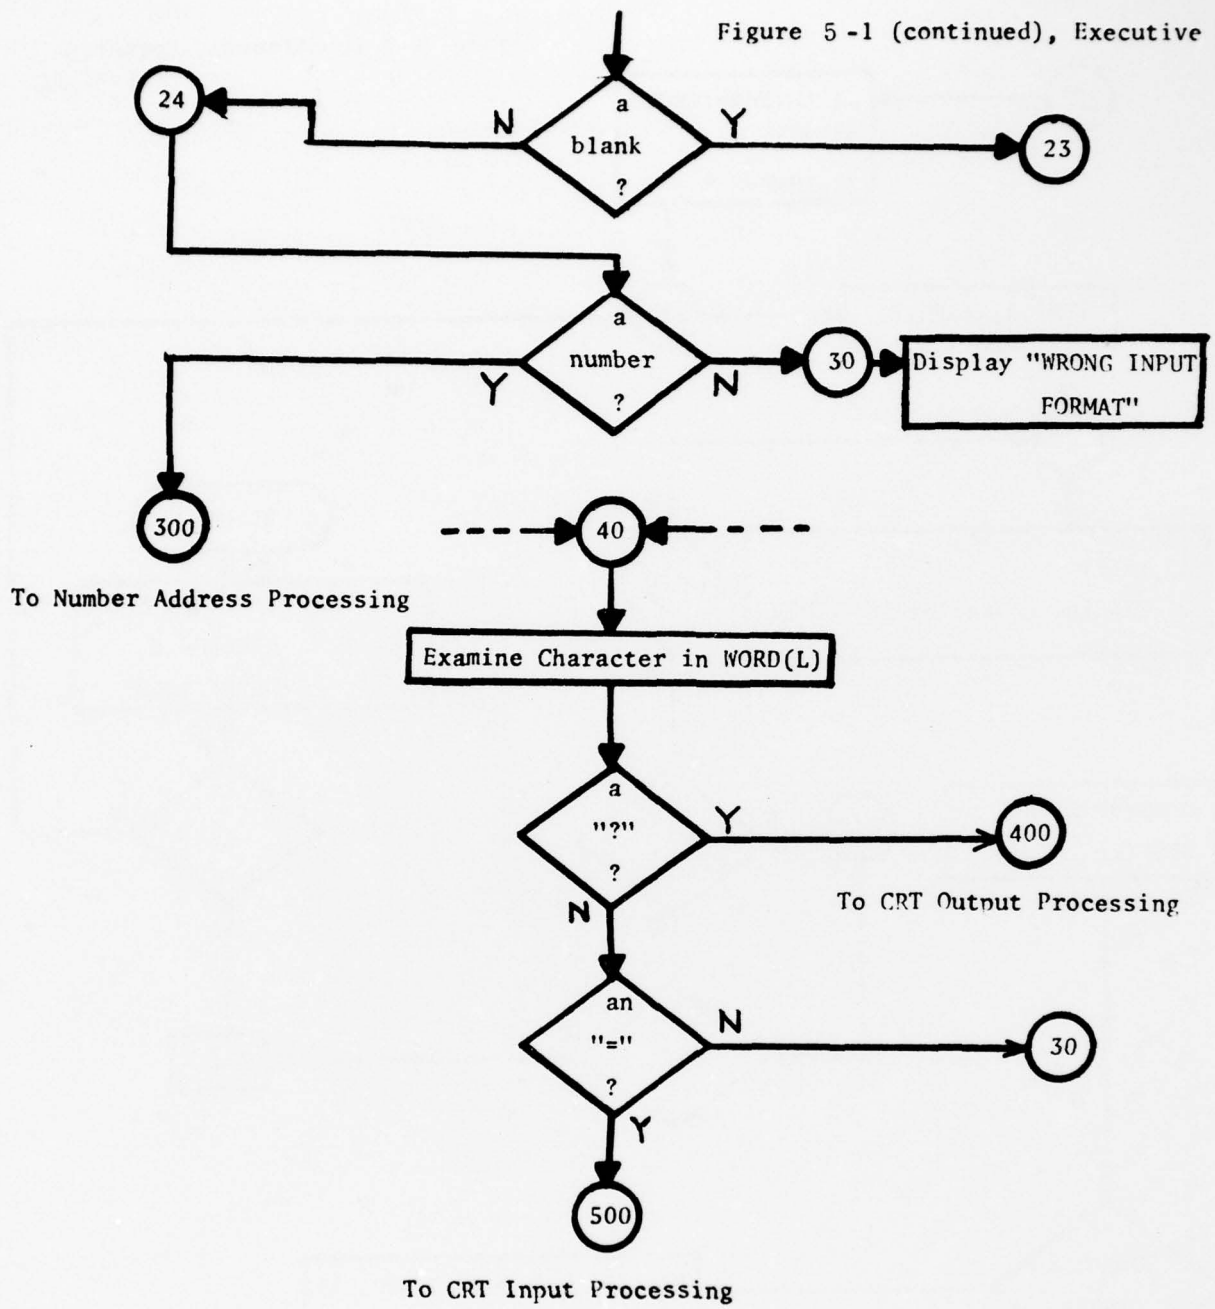 Figure 5-1 (continued), Executive
24
N
a
blank
?
Y
23
a
number
?
Y
N
30
Display "WRONG INPUT
FORMAT"
300
40
To Number Address Processing
Examine Character in WORD(L)
a
"?"
?
Y
400
N
To CRT Output Processing
an
"="
?
N
30
Y
500
To CRT Input Processing